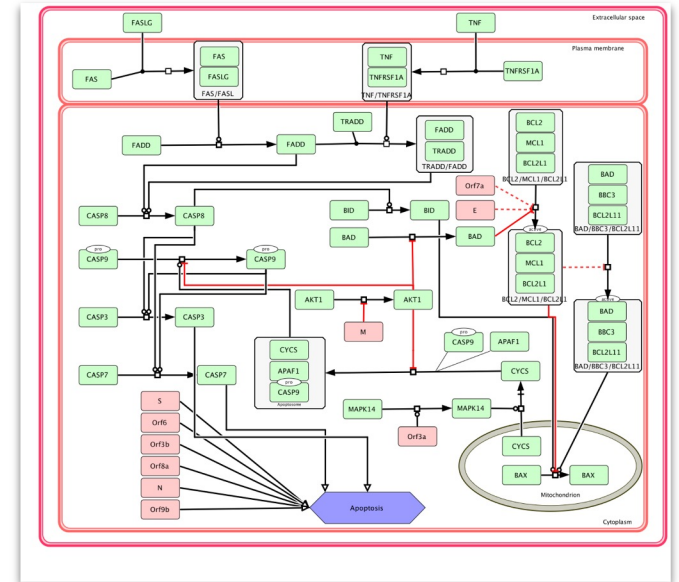 FASLG
TNF
Extracellular space
Plasma membrane
FAS
FAS
FASLG
FAS/FASL
TNF
TNFRSF1A
TNF/TNFRSF1A
TNFRSF1A
FADD
FADD
TRADD
FADD
TRADD
TRADD/FADD
BCL2
MCL1
BCL2L1
BCL2/MCL1/BCL2L1
BAD
BBC3
BCL2L11
BAD/BBC3/BCL2L11
Orf7a
E
CASP8
CASP8
BID
BID
BAD
BAD
active
BCL2
MCL1
BCL2L1
BCL2/MCL1/BCL2L1
pro
CASP9
pro
CASP9
AKT1
AKT1
M
active
BAD
BBC3
BCL2L11
BAD/BBC3/BCL2L11
CASP3
CASP3
CYCS
APAF1
pro
CASP9
Apoptosome
pro
CASP9
APAF1
CASP7
CASP7
CYCS
MAPK14
MAPK14
Orf3a
S
Orf6
Orf3b
Orf8a
N
Orf9b
CYCS
BAX
BAX
Mitochondrion
Apoptosis
Cytoplasm